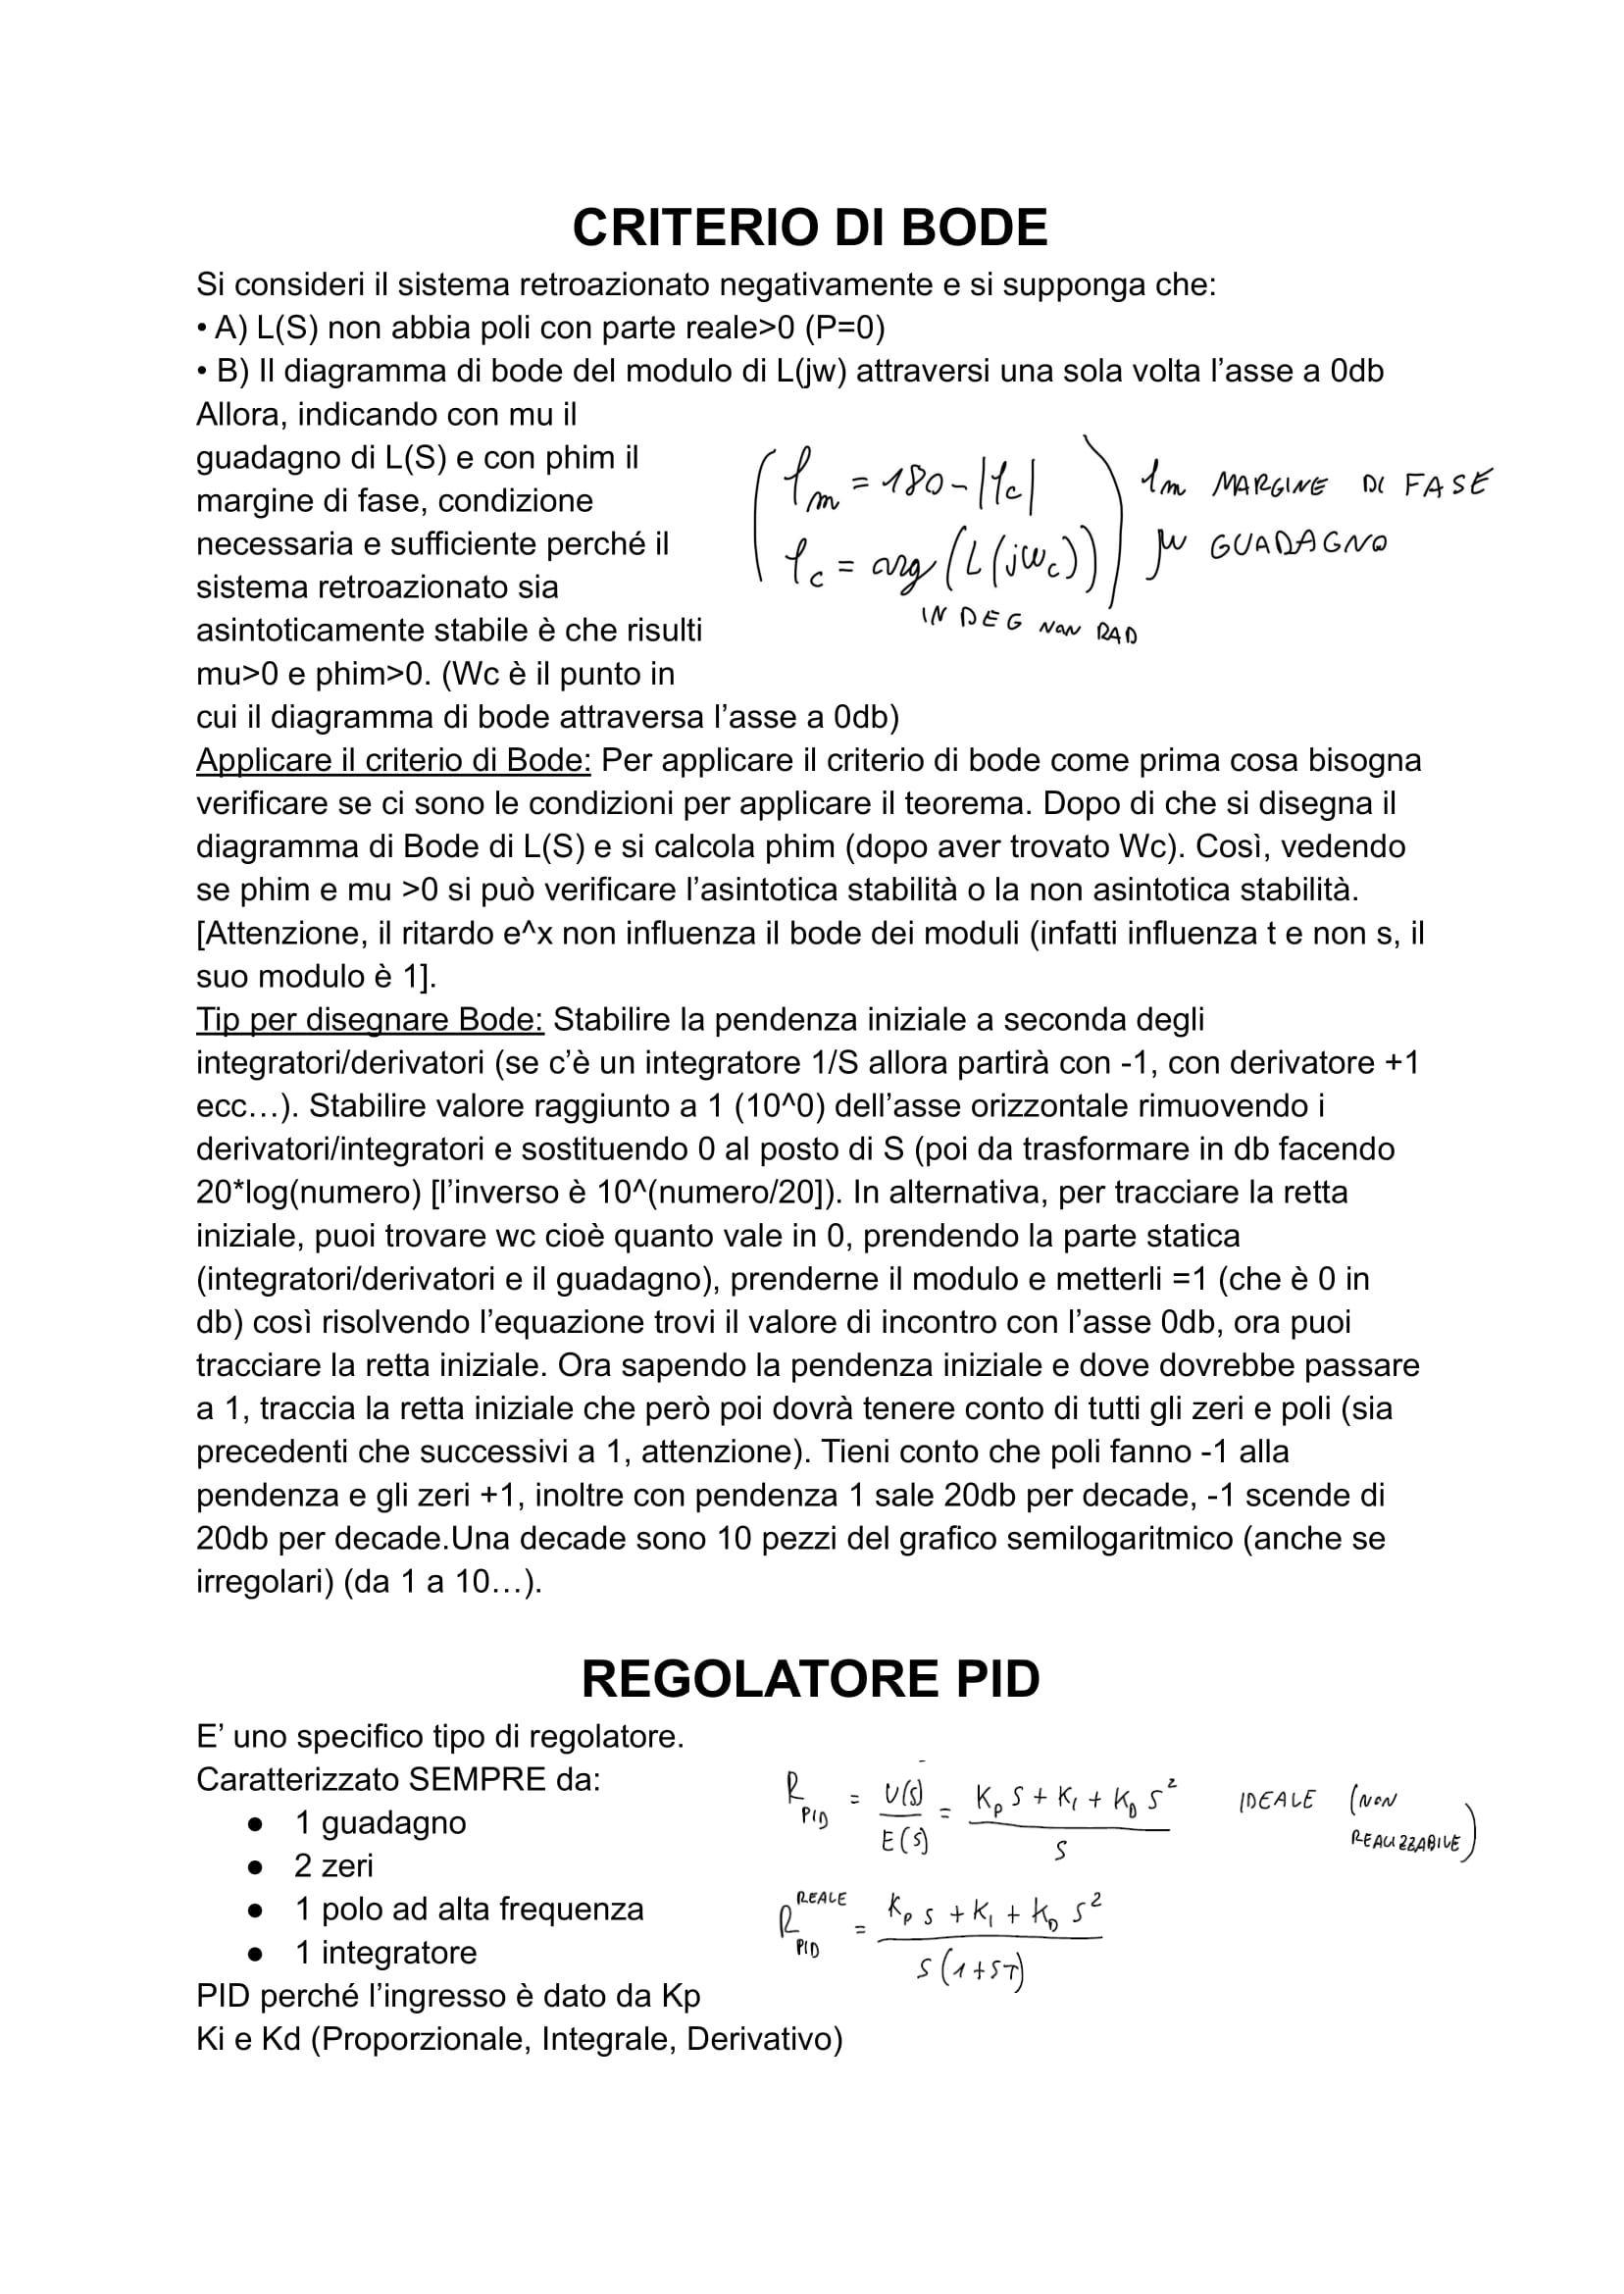 CRITERIO DI BODE
Si consideri il sistema retroazionato negativamente e si supponga che:
• A) L(S) non abbia poli con parte reale>0 (P=0)
• B) Il diagramma di bode del modulo di L(jw) attraversi una sola volta l’asse a 0db
Allora, indicando con mu il
guadagno di L(S) e con phim il
margine di fase, condizione
necessaria e sufficiente perché il
sistema retroazionato sia
asintoticamente stabile è che risulti
mu>0 e phim>0. (Wc è il punto in
cui il diagramma di bode attraversa l’asse a 0db)
φm = 180 - |φc|
φc = arg (L(jωc))
IN DEG NON RAD
φm MARGINE DI FASE
μ GUADAGNO
Applicare il criterio di Bode: Per applicare il criterio di bode come prima cosa bisogna
verificare se ci sono le condizioni per applicare il teorema. Dopo di che si disegna il
diagramma di Bode di L(S) e si calcola phim (dopo aver trovato Wc). Così, vedendo
se phim e mu >0 si può verificare l’asintotica stabilità o la non asintotica stabilità.
[Attenzione, il ritardo e^x non influenza il bode dei moduli (infatti influenza t e non s, il
suo modulo è 1].
Tip per disegnare Bode: Stabilire la pendenza iniziale a seconda degli
integratori/derivatori (se c’è un integratore 1/S allora partirà con -1, con derivatore +1
ecc…). Stabilire valore raggiunto a 1 (10^0) dell’asse orizzontale rimuovendo i
derivatori/integratori e sostituendo 0 al posto di S (poi da trasformare in db facendo
20*log(numero) [l’inverso è 10^(numero/20]). In alternativa, per tracciare la retta
iniziale, puoi trovare wc cioè quanto vale in 0, prendendo la parte statica
(integratori/derivatori e il guadagno), prenderne il modulo e metterli =1 (che è 0 in
db) così risolvendo l’equazione trovi il valore di incontro con l’asse 0db, ora puoi
tracciare la retta iniziale. Ora sapendo la pendenza iniziale e dove dovrebbe passare
a 1, traccia la retta iniziale che però poi dovrà tenere conto di tutti gli zeri e poli (sia
precedenti che successivi a 1, attenzione). Tieni conto che poli fanno -1 alla
pendenza e gli zeri +1, inoltre con pendenza 1 sale 20db per decade, -1 scende di
20db per decade.Una decade sono 10 pezzi del grafico semilogaritmico (anche se
irregolari) (da 1 a 10…).
REGOLATORE PID
E’ uno specifico tipo di regolatore.
Caratterizzato SEMPRE da:
● 1 guadagno
● 2 zeri
● 1 polo ad alta frequenza
● 1 integratore
PID perché l’ingresso è dato da Kp
Ki e Kd (Proporzionale, Integrale, Derivativo)
R PID = U(s)/E(s) = (Kp S + KI + KD S²)/S IDEALE (NON REALIZZABILE)
R PID REALE = (Kp S + KI + KD S²)/(S(1+ST))